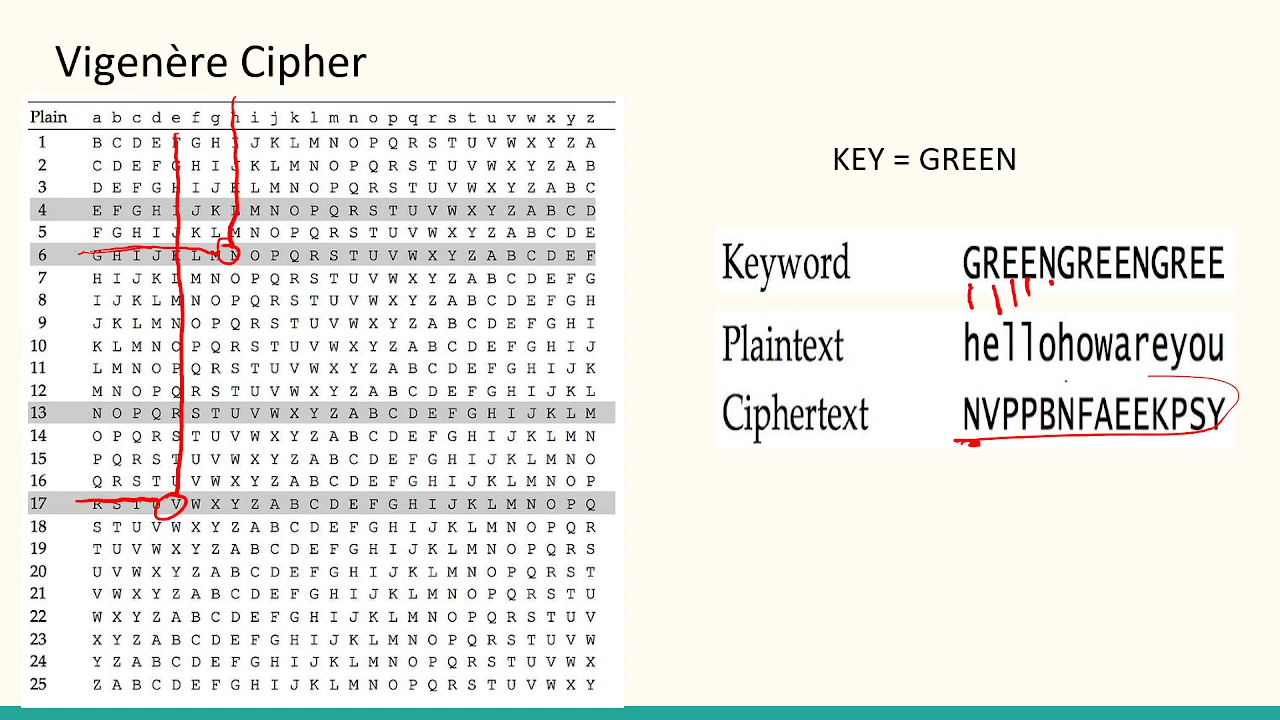 Vigenère Cipher
Plain a b c d e f g h i j k l m n o p q r s t u v w x y z
1 B C D E F G H I J K L M N O P Q R S T U V W X Y Z A
2 C D E F G H I J K L M N O P Q R S T U V W X Y Z A B
3 D E F G H I J K L M N O P Q R S T U V W X Y Z A B C
4 E F G H I J K L M N O P Q R S T U V W X Y Z A B C D
5 F G H I J K L M N O P Q R S T U V W X Y Z A B C D E
6 G H I J K L M N O P Q R S T U V W X Y Z A B C D E F
7 H I J K L M N O P Q R S T U V W X Y Z A B C D E F G
8 I J K L M N O P Q R S T U V W X Y Z A B C D E F G H
9 J K L M N O P Q R S T U V W X Y Z A B C D E F G H I
10 K L M N O P Q R S T U V W X Y Z A B C D E F G H I J
11 L M N O P Q R S T U V W X Y Z A B C D E F G H I J K
12 M N O P Q R S T U V W X Y Z A B C D E F G H I J K L
13 N O P Q R S T U V W X Y Z A B C D E F G H I J K L M
14 O P Q R S T U V W X Y Z A B C D E F G H I J K L M N
15 P Q R S T U V W X Y Z A B C D E F G H I J K L M N O
16 Q R S T U V W X Y Z A B C D E F G H I J K L M N O P
17 R S T U V W X Y Z A B C D E F G H I J K L M N O P Q
18 S T U V W X Y Z A B C D E F G H I J K L M N O P Q R
19 T U V W X Y Z A B C D E F G H I J K L M N O P Q R S
20 U V W X Y Z A B C D E F G H I J K L M N O P Q R S T
21 V W X Y Z A B C D E F G H I J K L M N O P Q R S T U
22 W X Y Z A B C D E F G H I J K L M N O P Q R S T U V
23 X Y Z A B C D E F G H I J K L M N O P Q R S T U V W
24 Y Z A B C D E F G H I J K L M N O P Q R S T U V W X
25 Z A B C D E F G H I J K L M N O P Q R S T U V W X Y
KEY = GREEN
Keyword GREENGREENGREE
Plaintext hellohowareyou
Ciphertext NVPPBNFAEEKPSY